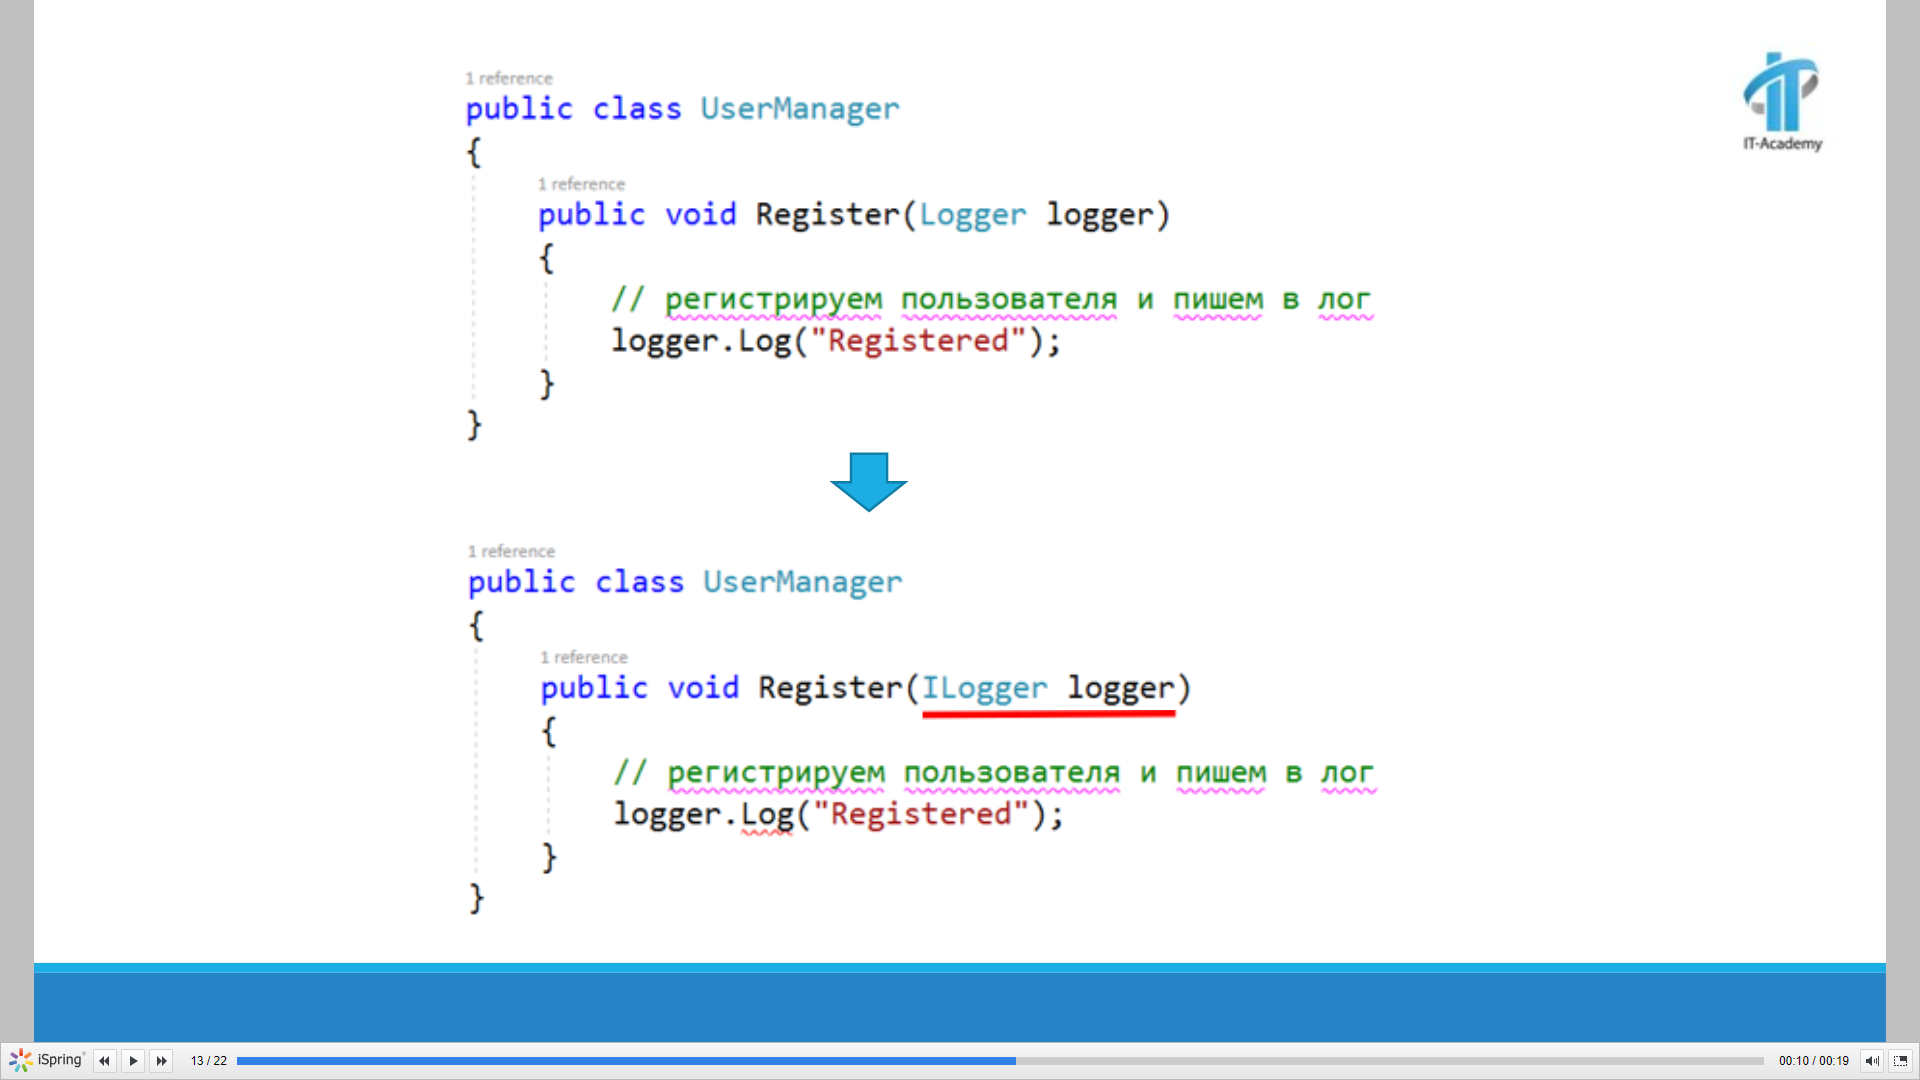 1 reference
public class UserManager
{
1 reference
public void Register(Logger logger)
{
// регистрируем пользователя и пишем в лог
logger.Log("Registered");
}
}
IT-Academy
1 reference
public class UserManager
{
1 reference
public void Register(ILogger logger)
{
// регистрируем пользователя и пишем в лог
logger.Log("Registered");
}
}
iSpring
13 / 22
00:10 / 00:19